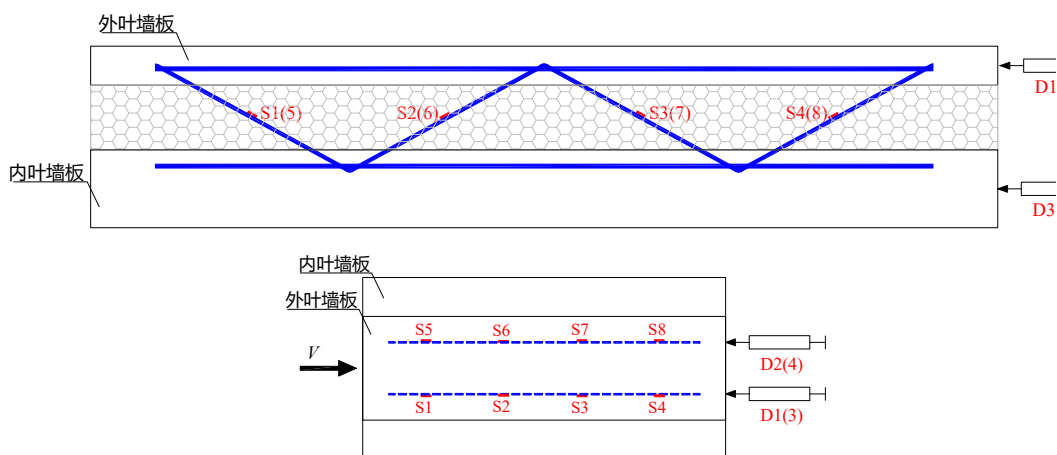 外叶墙板
D1
S1(5) S2(6) S3(7) S4(8)
内叶墙板
D3
内叶墙板
外叶墙板
S5 S6 S7 S8
V
D2(4)
S1 S2 S3 S4
D1(3)